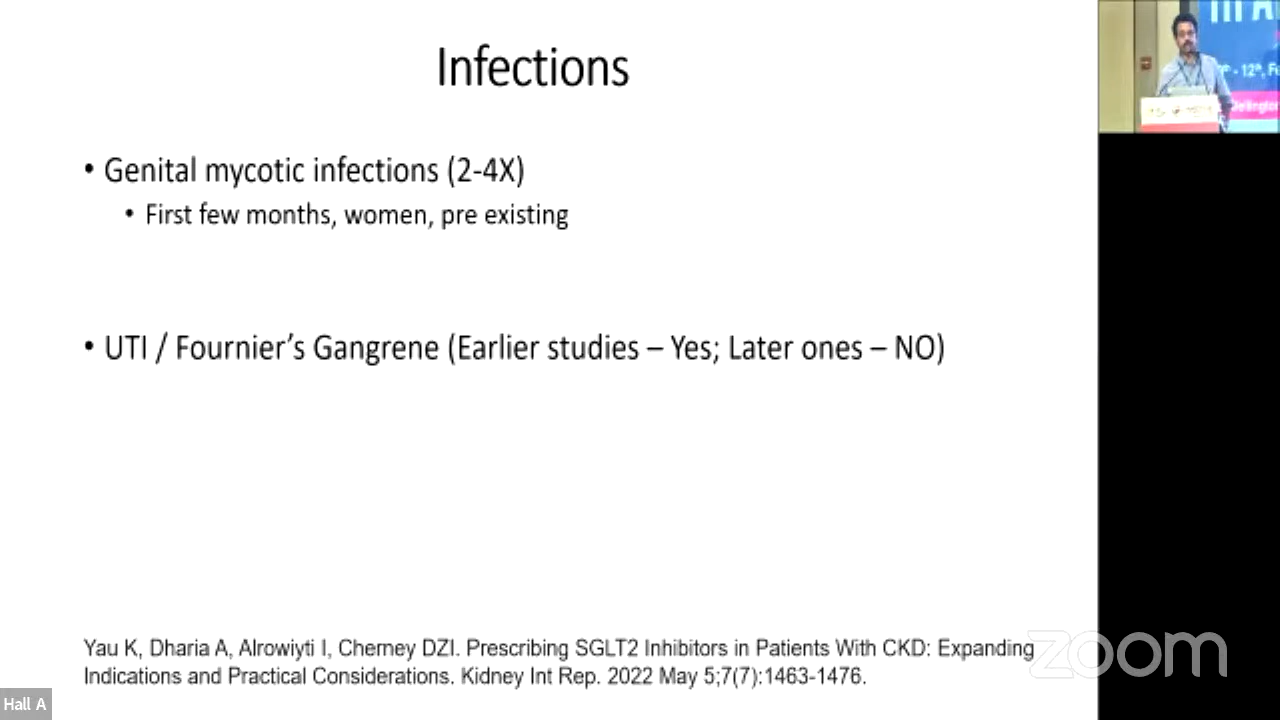 Infections
• Genital mycotic infections (2-4X)
• First few months, women, pre existing
• UTI / Fournier’s Gangrene (Earlier studies – Yes; Later ones – NO)
Yau K, Dharia A, Alrowiyti I, Cherney DZI. Prescribing SGLT2 Inhibitors in Patients With CKD: Expanding
Indications and Practical Considerations. Kidney Int Rep. 2022 May 5;7(7):1463-1476.
zoom
Hall A